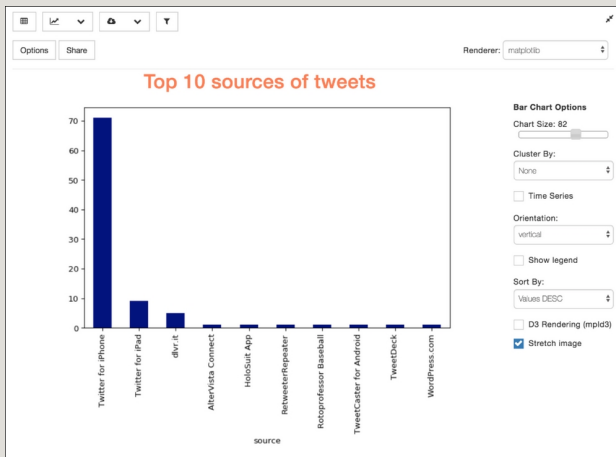 Options
Share
Renderer:
matplotlib
Top 10 sources of tweets
70
60
50
40
30
20
10
0
Twitter for iPhone
Twitter for iPad
dlvr.it
AlterVista Connect
HoloSuit App
RetweeterRepeater
Rotoprofessor Baseball
TweetCaster for Android
TweetDeck
WordPress.com
source
Bar Chart Options
Chart Size: 82
Cluster By:
None
Time Series
Orientation:
vertical
Show legend
Sort By:
Values DESC
D3 Rendering (mpld3)
Stretch image